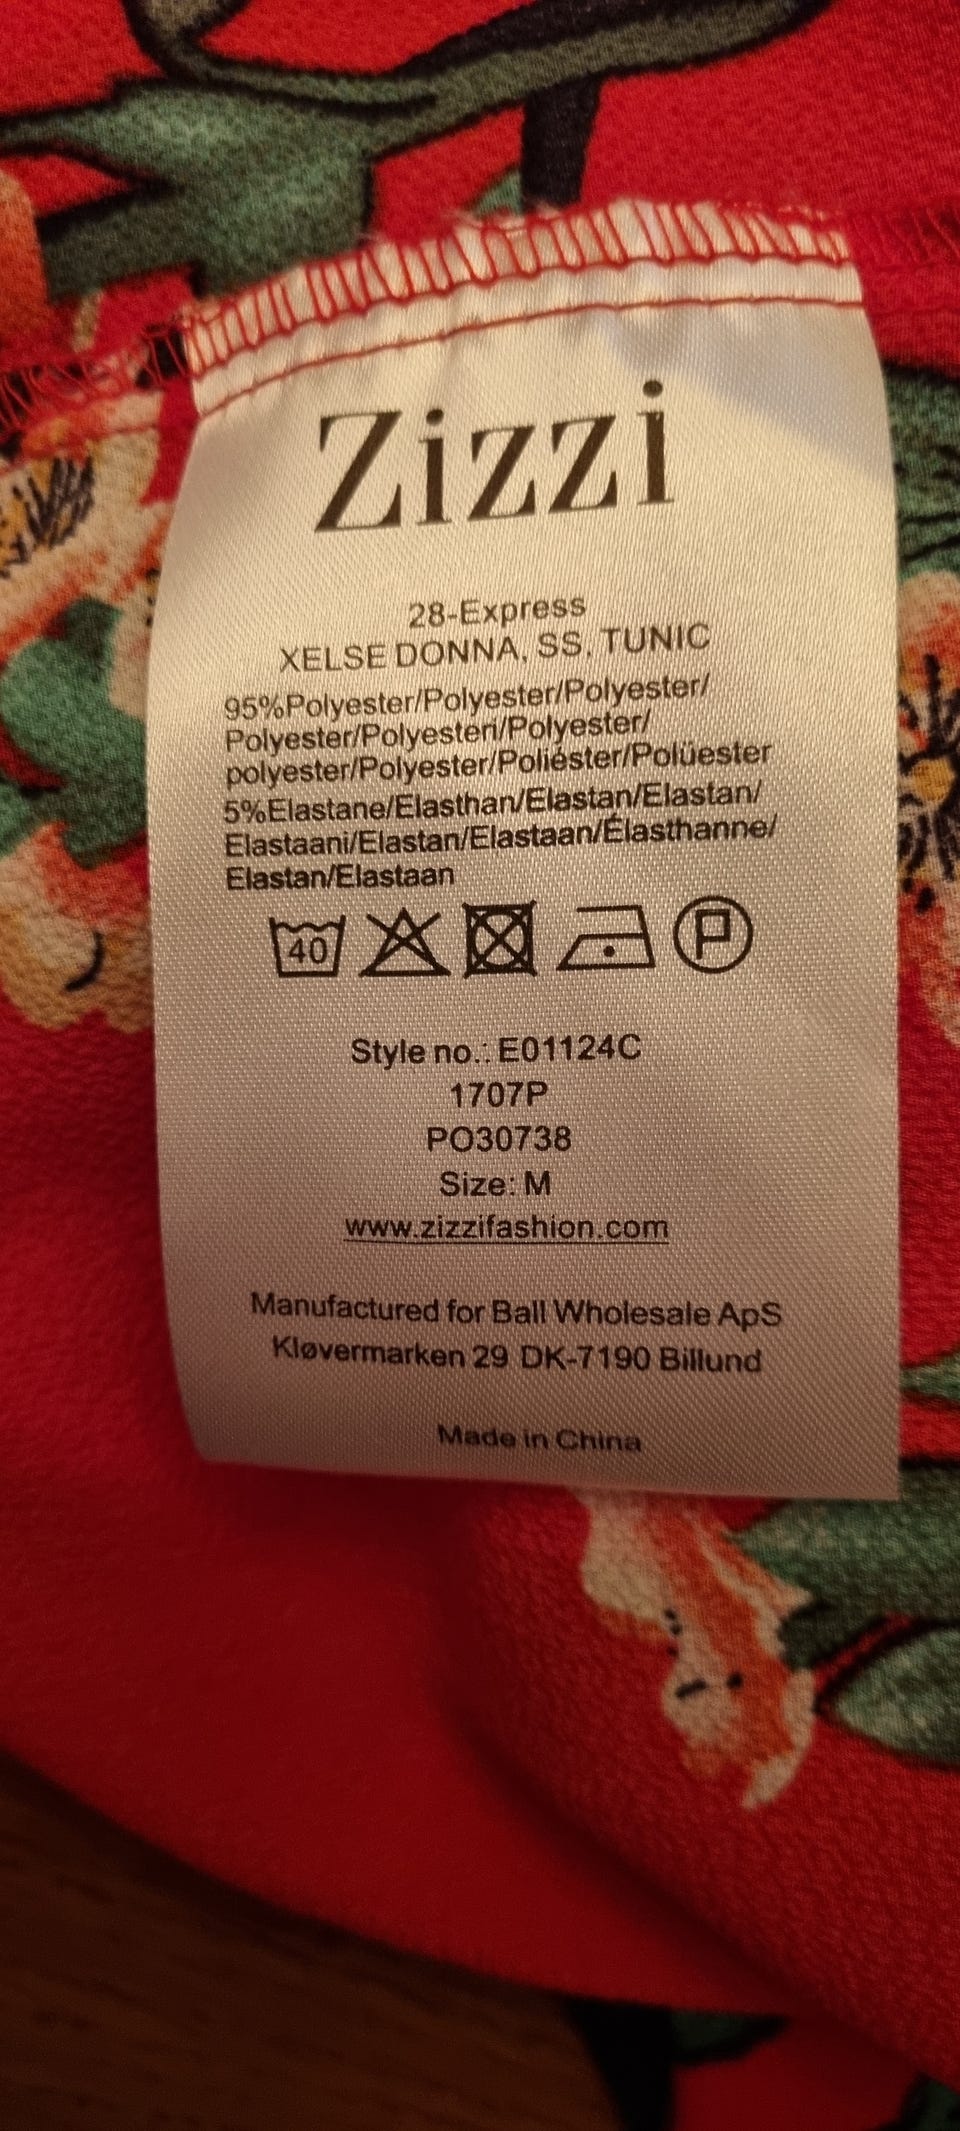 Zizzi
28-Express
XELSE DONNA, SS, TUNIC
95%Polyester/Polyester/Polyester/
Polyester/Polyesteri/Polyester/
polyester/Polyester/Poliéster/Polüester
5%Elastane/Elasthan/Elastan/Elastan/
Elastaani/Elastan/Elastaan/Élasthanne/
Elastan/Elastaan
40 P
Style no.: E01124C
1707P
PO30738
Size: M
www.zizzifashion.com
Manufactured for Ball Wholesale ApS
Kløvermarken 29 DK-7190 Billund
Made in China